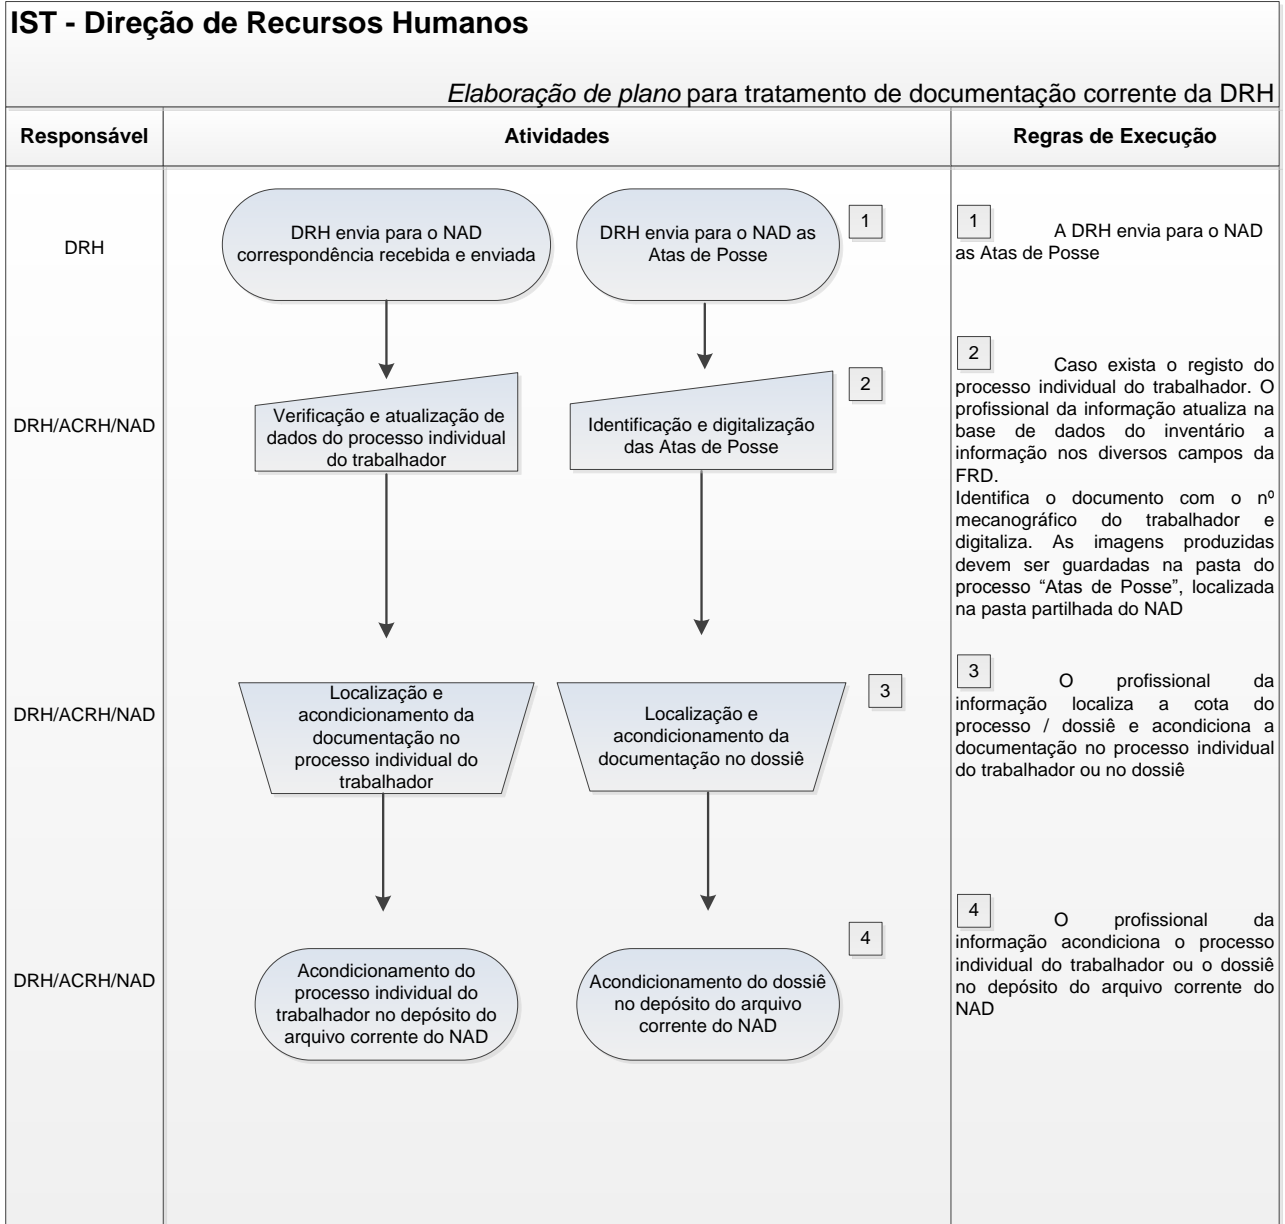 IST - Direção de Recursos Humanos
Elaboração de plano para tratamento de documentação corrente da DRH
Responsável
Atividades
Regras de Execução
DRH
DRH envia para o NAD
correspondência recebida e enviada
DRH envia para o NAD as
Atas de Posse
1
1
A DRH envia para o NAD
as Atas de Posse
DRH/ACRH/NAD
Verificação e atualização de
dados do processo individual
do trabalhador
Identificação e digitalização
das Atas de Posse
2
2
Caso exista o registo do
processo individual do trabalhador. O
profissional da informação atualiza na
base de dados do inventário a
informação nos diversos campos da
FRD.
Identifica o documento com o nº
mecanográfico do trabalhador e
digitaliza. As imagens produzidas
devem ser guardadas na pasta do
processo “Atas de Posse”, localizada
na pasta partilhada do NAD
DRH/ACRH/NAD
Localização e
acondicionamento da
documentação no
processo individual do
trabalhador
Localização e
acondicionamento da
documentação no dossiê
3
3
O profissional da
informação localiza a cota do
processo / dossiê e acondiciona a
documentação no processo individual
do trabalhador ou no dossiê
DRH/ACRH/NAD
Acondicionamento do
processo individual do
trabalhador no depósito do
arquivo corrente do NAD
Acondicionamento do dossiê
no depósito do arquivo
corrente do NAD
4
4
O profissional da
informação acondiciona o processo
individual do trabalhador ou o dossiê
no depósito do arquivo corrente do
NAD